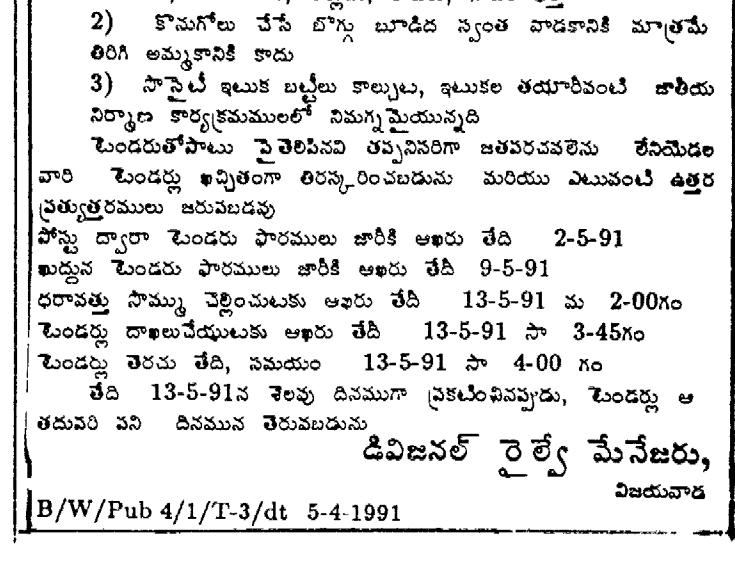 2) కొనుగోలు చేసే బొగ్గు బూడిద స్వంత వాడకానికి మాత్రమే
తిరిగి అమ్మకానికి కాదు
3) సొసైటీ ఇటుక బట్టీలు కాల్చుట, ఇటుకల తయారీవంటి జాతీయ
నిర్మాణ కార్యక్రమములలో నిమగ్నమైయున్నది
టెండరుతోపాటు పై తెలిపినవి తప్పనిసరిగా జతపరచవలెను లేనియెడల
వారి టెండర్లు ఖచ్చితంగా తిరస్కరించబడును మరియు ఎటువంటి ఉత్తర
ప్రత్యుత్తరములు జరుపబడవు
పోస్టు ద్వారా టెండరు ఫారములు జారీకి ఆఖరు తేది 2-5-91
ఖుద్దున టెండరు ఫారములు జారీకి ఆఖరు తేదీ 9-5-91
ధరావత్తు సొమ్ము చెల్లించుటకు ఆఖరు తేదీ 13-5-91 మ 2-00గం
టెండర్లు దాఖలుచేయుటకు ఆఖరు తేదీ 13-5-91 సా 3-45గం
టెండర్లు తెరచు తేది, సమయం 13-5-91 సా 4-00 గం
తేది 13-5-91న శెలవు దినముగా ప్రకటించినప్పుడు, టెండర్లు ఆ
తదుపరి పని దినమున తెరువబడును
డివిజనల్ రైల్వే మేనేజరు,
విజయవాడ
B/W/Pub 4/1/T-3/dt 5-4-1991